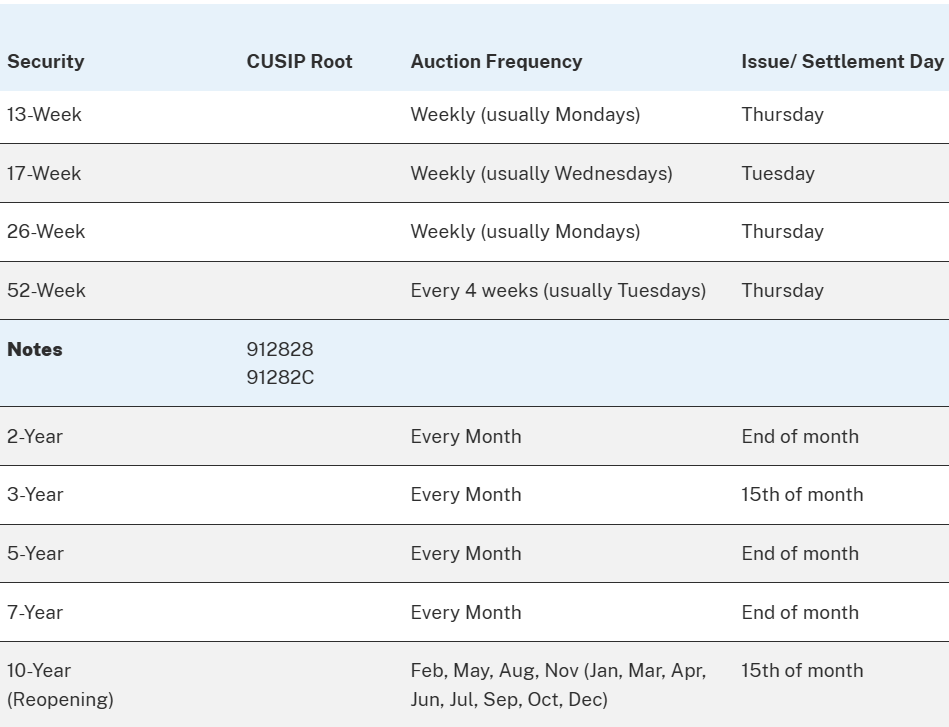 Security CUSIP Root Auction Frequency Issue/ Settlement Day
13-Week Weekly (usually Mondays) Thursday
17-Week Weekly (usually Wednesdays) Tuesday
26-Week Weekly (usually Mondays) Thursday
52-Week Every 4 weeks (usually Tuesdays) Thursday
Notes 912828
91282C
2-Year Every Month End of month
3-Year Every Month 15th of month
5-Year Every Month End of month
7-Year Every Month End of month
10-Year Feb, May, Aug, Nov (Jan, Mar, Apr, 15th of month
(Reopening) Jun, Jul, Sep, Oct, Dec)